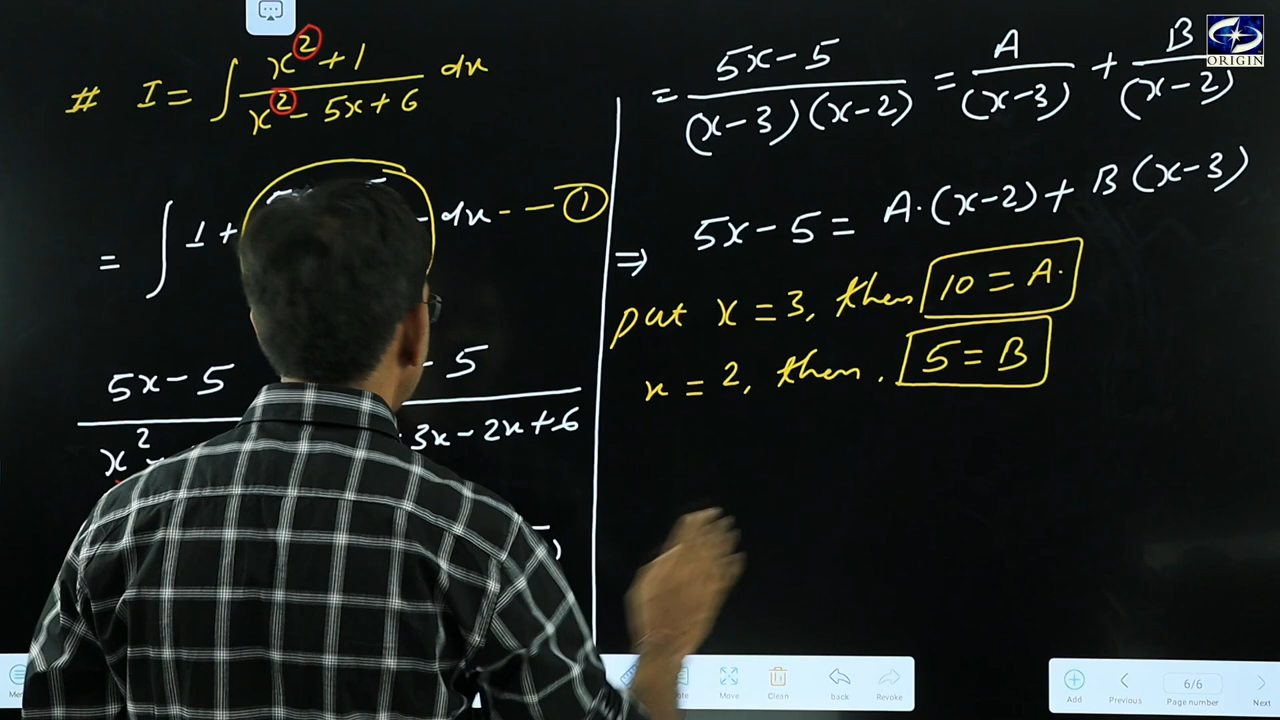 # I = ∫ x²+1 / x²-5x+6 dx
= ∫ 1 + dx -- ①
5x-5 -5
x² 3x-2x+6
= 5x-5 / (x-3)(x-2) = A / (x-3) + B / (x-2)
⇒ 5x-5 = A·(x-2) + B(x-3)
put x = 3, then 10 = A.
x = 2, then. 5 = B
ORIGIN
Move Clean back Revoke
Add Previous 6/6 Page number Next